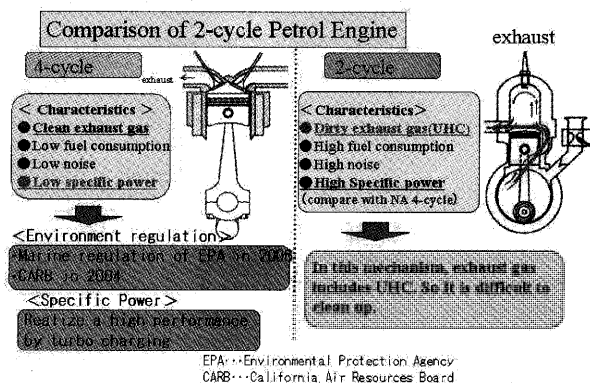 Comparison of 2-cycle Petrol Engine
4-cycle
exhaust
< Characteristics >
●Clean exhaust gas
●Low fuel consumption
●Low noise
●Low specific power
<Environment regulation>
・Marine regulation of EPA in
・CARB in 2004
<Specific Power>
Realize a high performance
by turbo charging
exhaust
2-cycle
< Characteristics >
●Dirty exhaust gas(UHC)
●High fuel consumption
●High noise
●High Specific power
(compare with NA 4-cycle)
In this mechanism, exhaust gas
includes UHC. So it is difficult to
clean up.
EPA･･･Environmental Protection Agency
CARB･･･California Air Resources Board